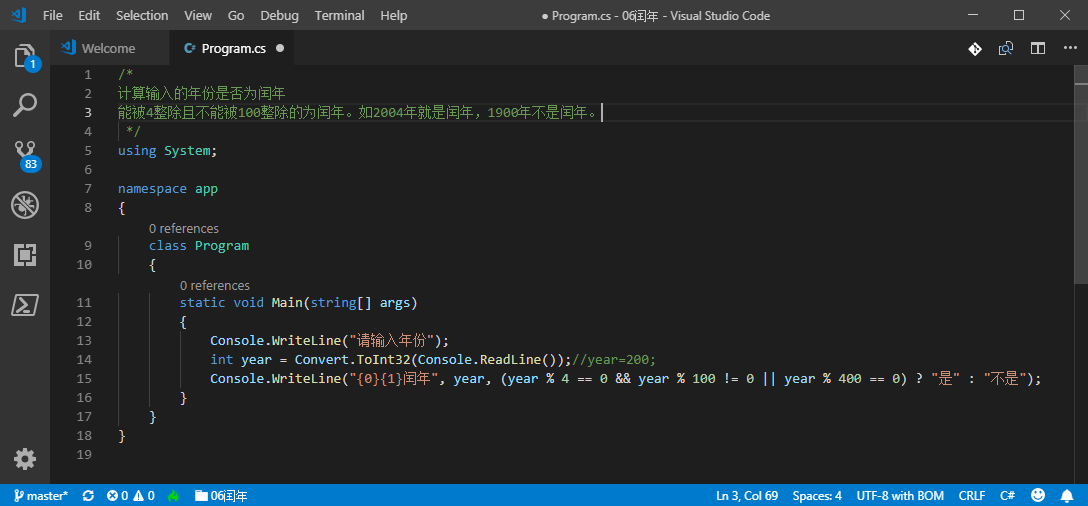 File Edit Selection View Go Debug Terminal Help ● Program.cs - 06闰年 - Visual Studio Code
Welcome Program.cs ●
1 /*
2 计算输入的年份是否为闰年
3 能被4整除且不能被100整除的为闰年。如2004年就是闰年，1900年不是闰年。
4 */
5 using System;
6
7 namespace app
8 {
0 references
9 class Program
10 {
0 references
11 static void Main(string[] args)
12 {
13 Console.WriteLine("请输入年份");
14 int year = Convert.ToInt32(Console.ReadLine());//year=200;
15 Console.WriteLine("{0}{1}闰年", year, (year % 4 == 0 && year % 100 != 0 || year % 400 == 0) ? "是" : "不是");
16 }
17 }
18 }
19
1
83
master* 0 0 06闰年 Ln 3, Col 69 Spaces: 4 UTF-8 with BOM CRLF C#